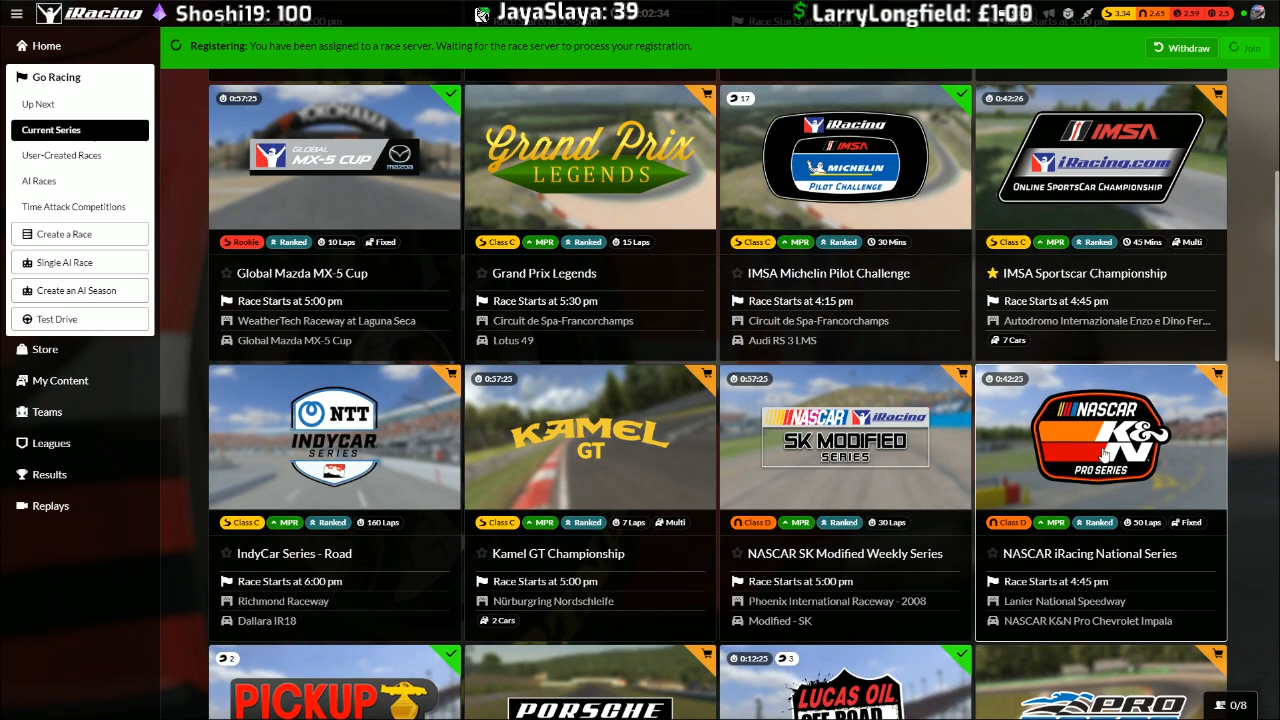 iRacing
Shoshi19: 100
JayaSlaya: 39
02:34
LarryLongfield: £1.00
3.34
2.65
2.59
2.5
Home
Go Racing
Up Next
Current Series
User-Created Races
AI Races
Time Attack Competitions
Create a Race
Single AI Race
Create an AI Season
Test Drive
Store
My Content
Teams
Leagues
Results
Replays
Registering: You have been assigned to a race server. Waiting for the race server to process your registration.
Withdraw
Join
0:57:25
GLOBAL
MX-5 CUP
mazda
Rookie
Ranked
10 Laps
Fixed
Global Mazda MX-5 Cup
Race Starts at 5:00 pm
WeatherTech Raceway at Laguna Seca
Global Mazda MX-5 Cup
Grand Prix
LEGENDS
Class C
MPR
Ranked
15 Laps
Grand Prix Legends
Race Starts at 5:30 pm
Circuit de Spa-Francorchamps
Lotus 49
17
iRacing
IMSA
MICHELIN
PILOT CHALLENGE
Class C
MPR
Ranked
30 Mins
IMSA Michelin Pilot Challenge
Race Starts at 4:15 pm
Circuit de Spa-Francorchamps
Audi RS 3 LMS
0:42:26
IMSA
iRacing.com
ONLINE SPORTSCAR CHAMPIONSHIP
Class C
MPR
Ranked
45 Mins
Multi
IMSA Sportscar Championship
Race Starts at 4:45 pm
Autodromo Internazionale Enzo e Dino Fer...
7 Cars
NTT
INDYCAR
SERIES
Class C
MPR
Ranked
160 Laps
IndyCar Series - Road
Race Starts at 6:00 pm
Richmond Raceway
Dallara IR18
0:57:25
KAMEL
GT
Class C
MPR
Ranked
7 Laps
Multi
Kamel GT Championship
Race Starts at 5:00 pm
Nürburgring Nordschleife
2 Cars
0:57:25
NASCAR iRacing
SK MODIFIED
SERIES
Class D
MPR
Ranked
30 Laps
NASCAR SK Modified Weekly Series
Race Starts at 5:00 pm
Phoenix International Raceway - 2008
Modified - SK
0:42:25
NASCAR
K&N
PRO SERIES
Class D
MPR
Ranked
50 Laps
Fixed
NASCAR iRacing National Series
Race Starts at 4:45 pm
Lanier National Speedway
NASCAR K&N Pro Chevrolet Impala
2
PICKUP
PORSCHE
0:12:25
3
LUCAS OIL
PRO
0/8